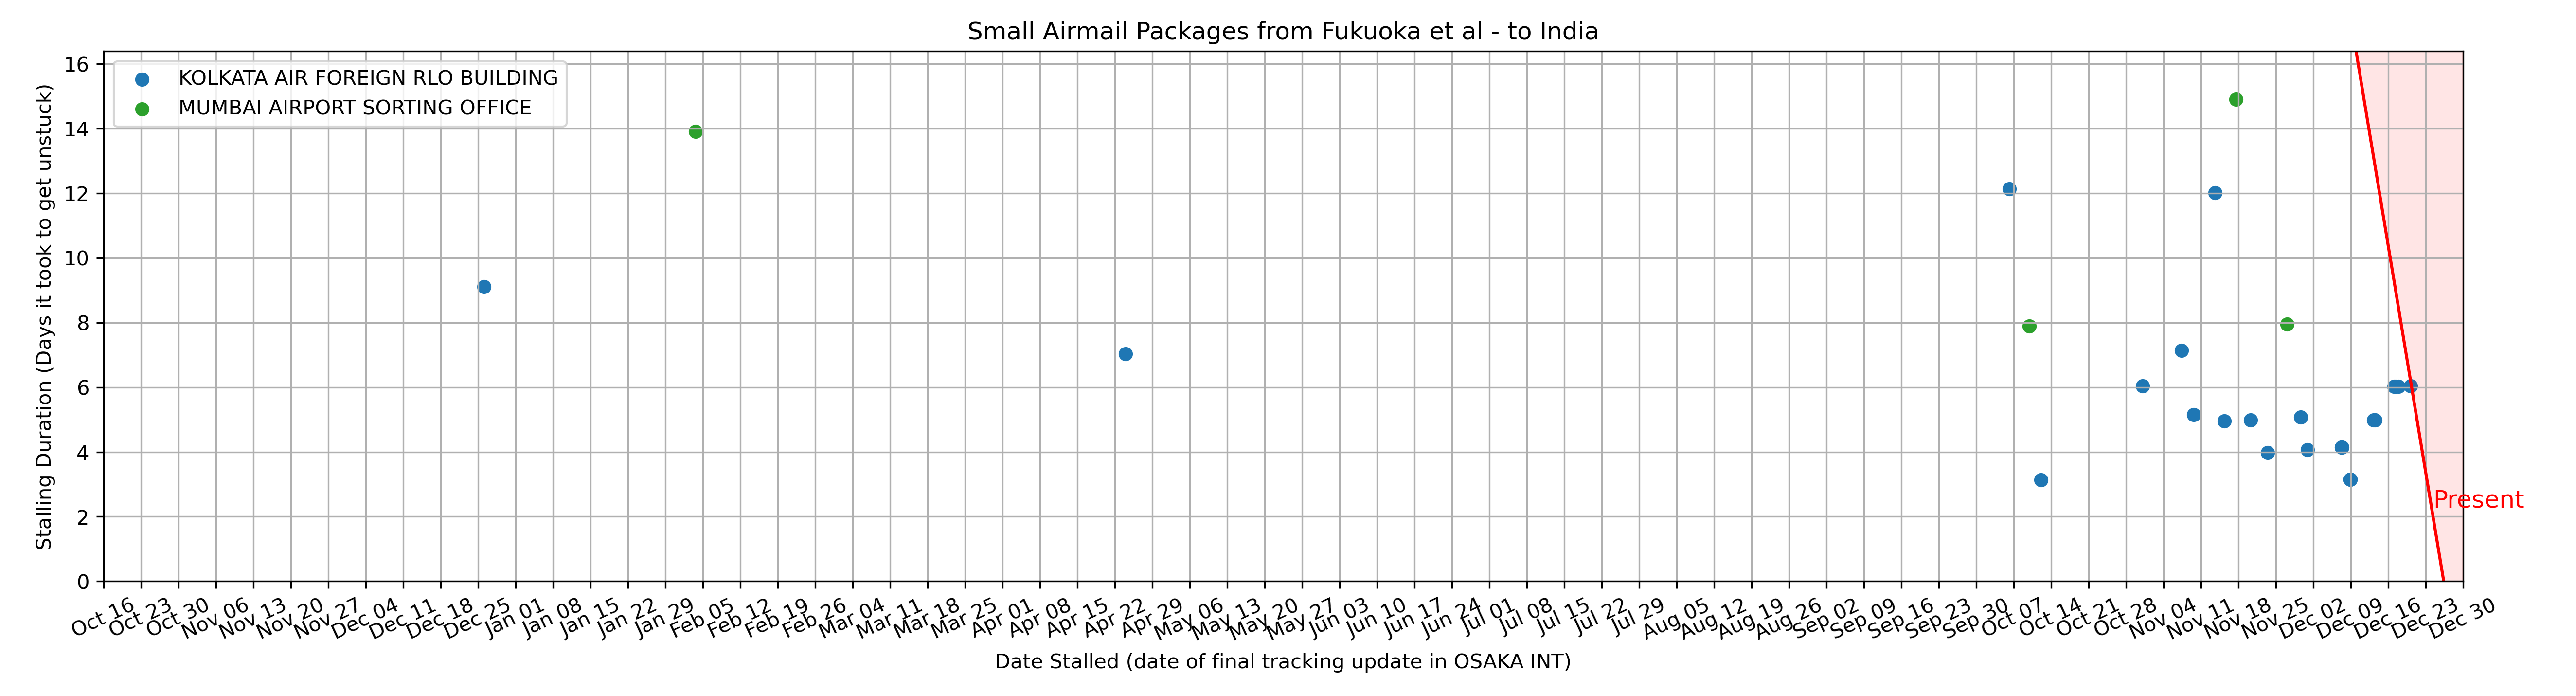 Small Airmail Packages from Fukuoka et al - to India
KOLKATA AIR FOREIGN RLO BUILDING
MUMBAI AIRPORT SORTING OFFICE
Stalling Duration (Days it took to get unstuck)
16
14
12
10
8
6
4
2
0
Present
Oct 16
Oct 23
Oct 30
Nov 06
Nov 13
Nov 20
Nov 27
Dec 04
Dec 11
Dec 18
Dec 25
Jan 01
Jan 08
Jan 15
Jan 22
Jan 29
Feb 05
Feb 12
Feb 19
Feb 26
Mar 04
Mar 11
Mar 18
Mar 25
Apr 01
Apr 08
Apr 15
Apr 22
Apr 29
May 06
May 13
May 20
May 27
Jun 03
Jun 10
Jun 17
Jun 24
Jul 01
Jul 08
Jul 15
Jul 22
Jul 29
Aug 05
Aug 12
Aug 19
Aug 26
Sep 02
Sep 09
Sep 16
Sep 23
Sep 30
Oct 07
Oct 14
Oct 21
Oct 28
Nov 04
Nov 11
Nov 18
Nov 25
Dec 02
Dec 09
Dec 16
Dec 23
Dec 30
Date Stalled (date of final tracking update in OSAKA INT)